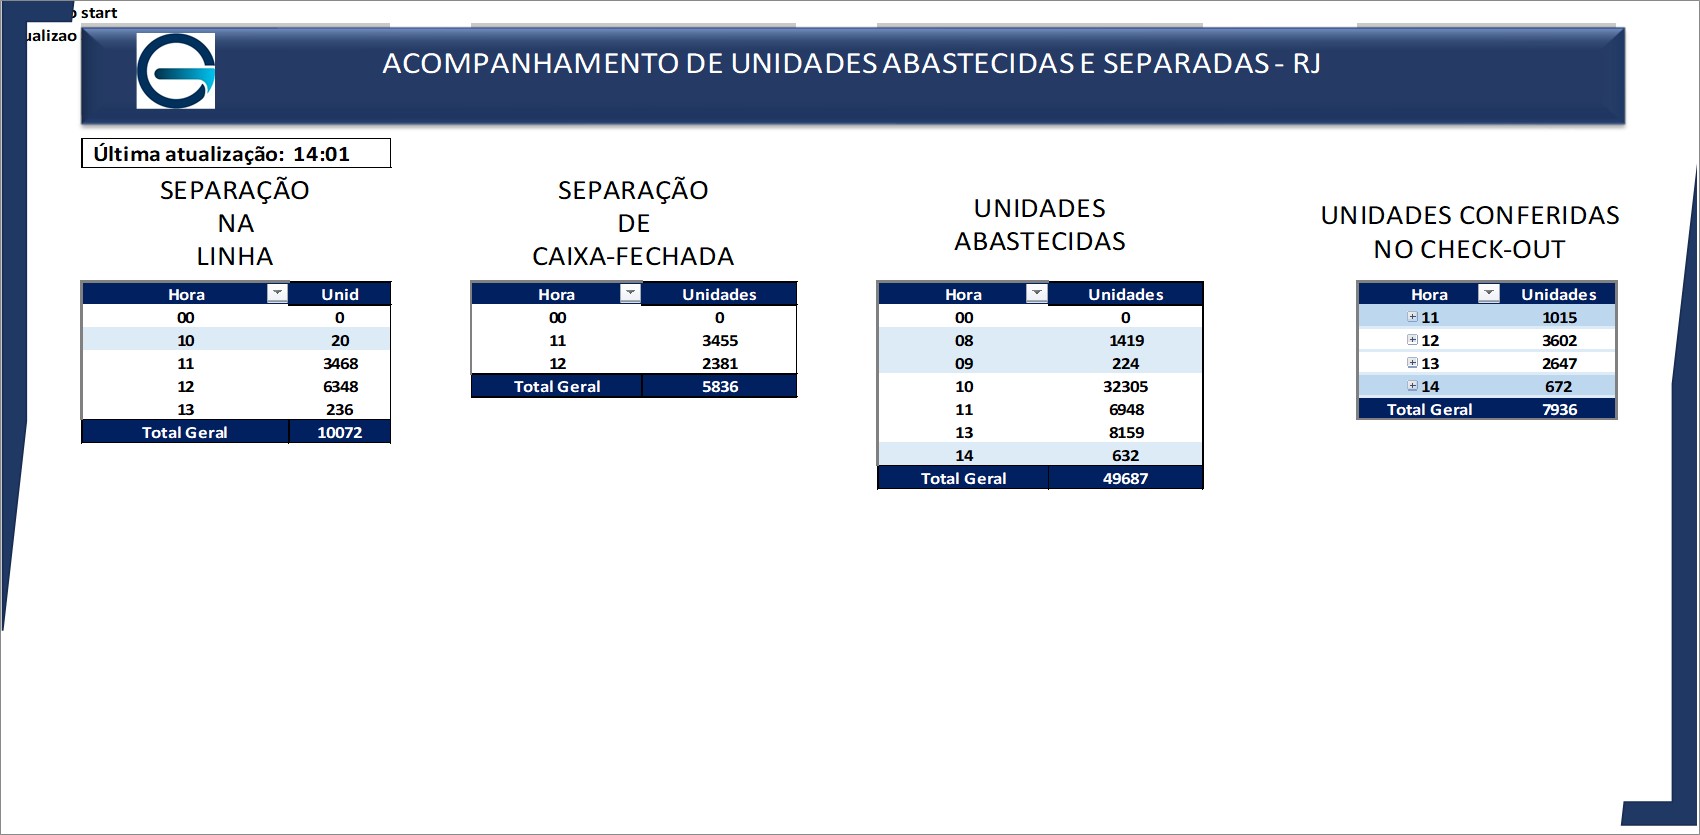 start
ACOMPANHAMENTO DE UNIDADES ABASTECIDAS E SEPARADAS - RJ
Última atualização: 14:01
SEPARAÇÃO
NA
LINHA
Hora Unid
00 0
10 20
11 3468
12 6348
13 236
Total Geral 10072
SEPARAÇÃO
DE
CAIXA-FECHADA
Hora Unidades
00 0
11 3455
12 2381
Total Geral 5836
UNIDADES
ABASTECIDAS
Hora Unidades
00 0
08 1419
09 224
10 32305
11 6948
13 8159
14 632
Total Geral 49687
UNIDADES CONFERIDAS
NO CHECK-OUT
Hora Unidades
11 1015
12 3602
13 2647
14 672
Total Geral 7936